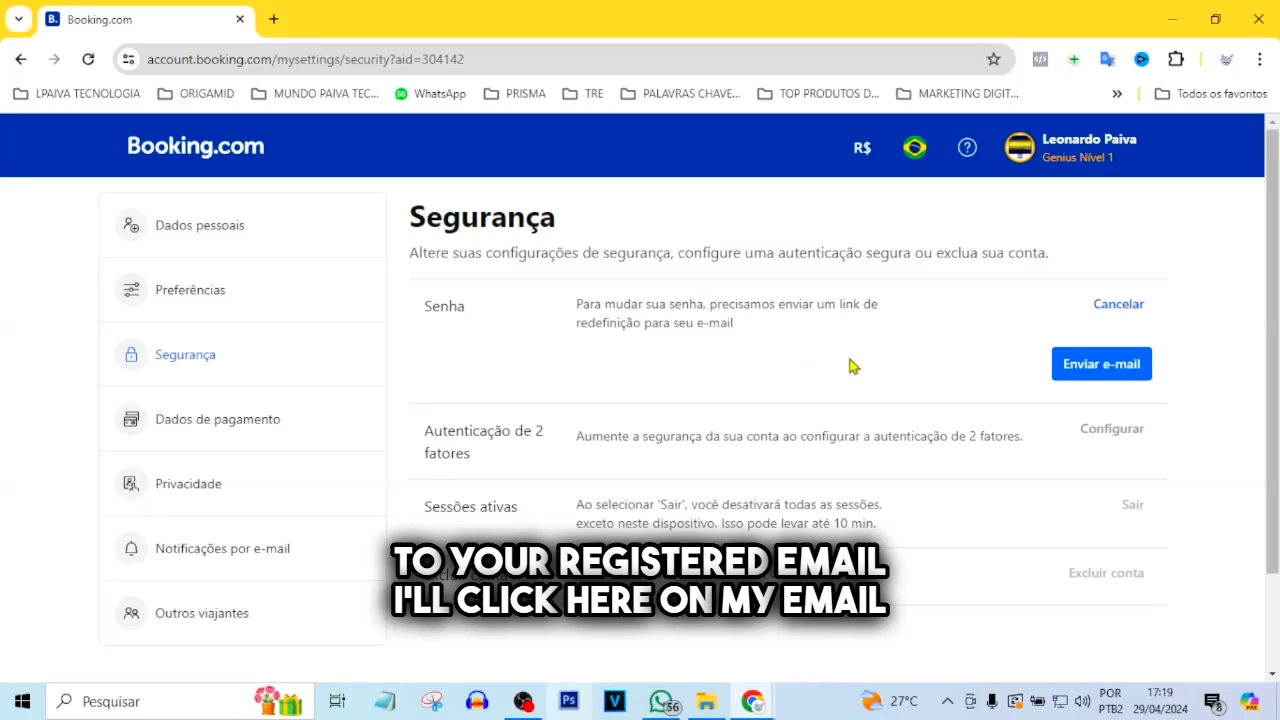 B. Booking.com
account.booking.com/mysettings/security?aid=304142
LPAIVA TECNOLOGIA
ORIGAMID
MUNDO PAIVA TEC...
WhatsApp
PRISMA
TRE
PALAVRAS CHAVE...
TOP PRODUTOS D...
MARKETING DIGIT...
»
Todos os favoritos
Booking.com
R$
Leonardo Paiva
Genius Nível 1
Dados pessoais
Preferências
Segurança
Dados de pagamento
Privacidade
Notificações por e-mail
Outros viajantes
Segurança
Altere suas configurações de segurança, configure uma autenticação segura ou exclua sua conta.
Senha
Para mudar sua senha, precisamos enviar um link de
redefinição para seu e-mail
Cancelar
Enviar e-mail
Autenticação de 2
fatores
Aumente a segurança da sua conta ao configurar a autenticação de 2 fatores.
Configurar
Sessões ativas
Ao selecionar 'Sair', você desativará todas as sessões,
exceto neste dispositivo. Isso pode levar até 10 min.
Sair
Excluir conta
TO YOUR REGISTERED EMAIL
I'LL CLICK HERE ON MY EMAIL
Pesquisar
Ps
V
56
27°C
POR
PTB2
17:19
29/04/2024
8
PRE